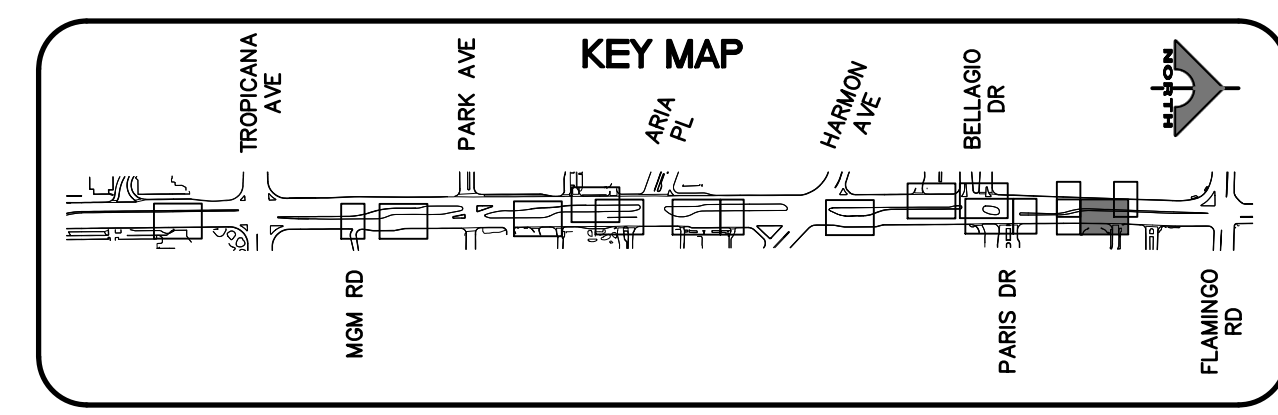 KEY MAP
TROPICANA
AVE
PARK AVE
ARIA
PL
HARMON
AVE
BELLAGIO
DR
NORTH
MGM RD
PARIS DR
FLAMINGO
RD